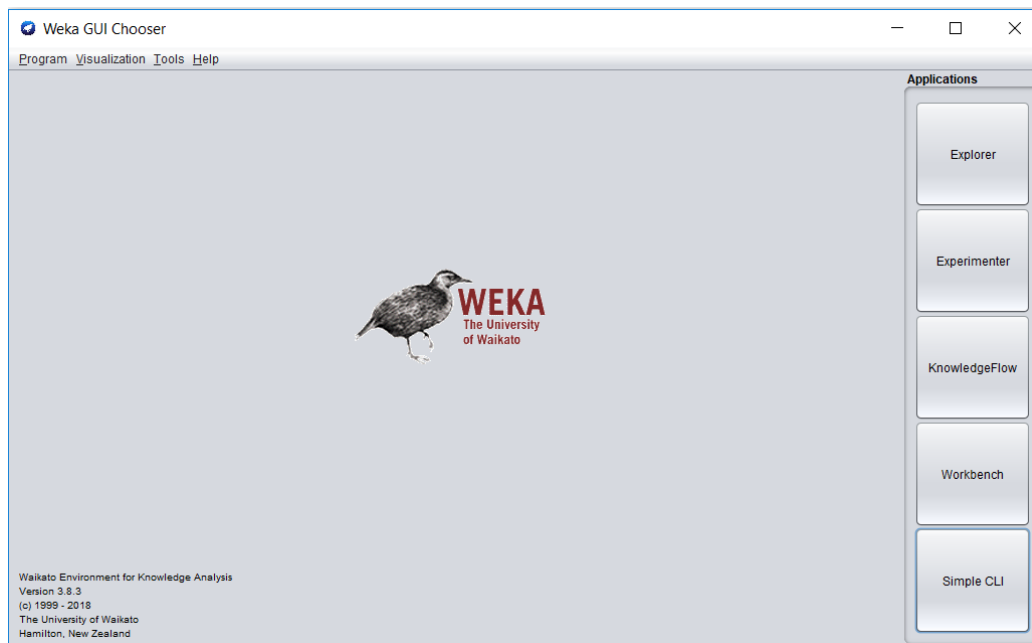 Weka GUI Chooser
Program Visualization Tools Help
Applications
Explorer
Experimenter
KnowledgeFlow
Workbench
Simple CLI
WEKA
The University
of Waikato
Waikato Environment for Knowledge Analysis
Version 3.8.3
(c) 1999 - 2018
The University of Waikato
Hamilton, New Zealand